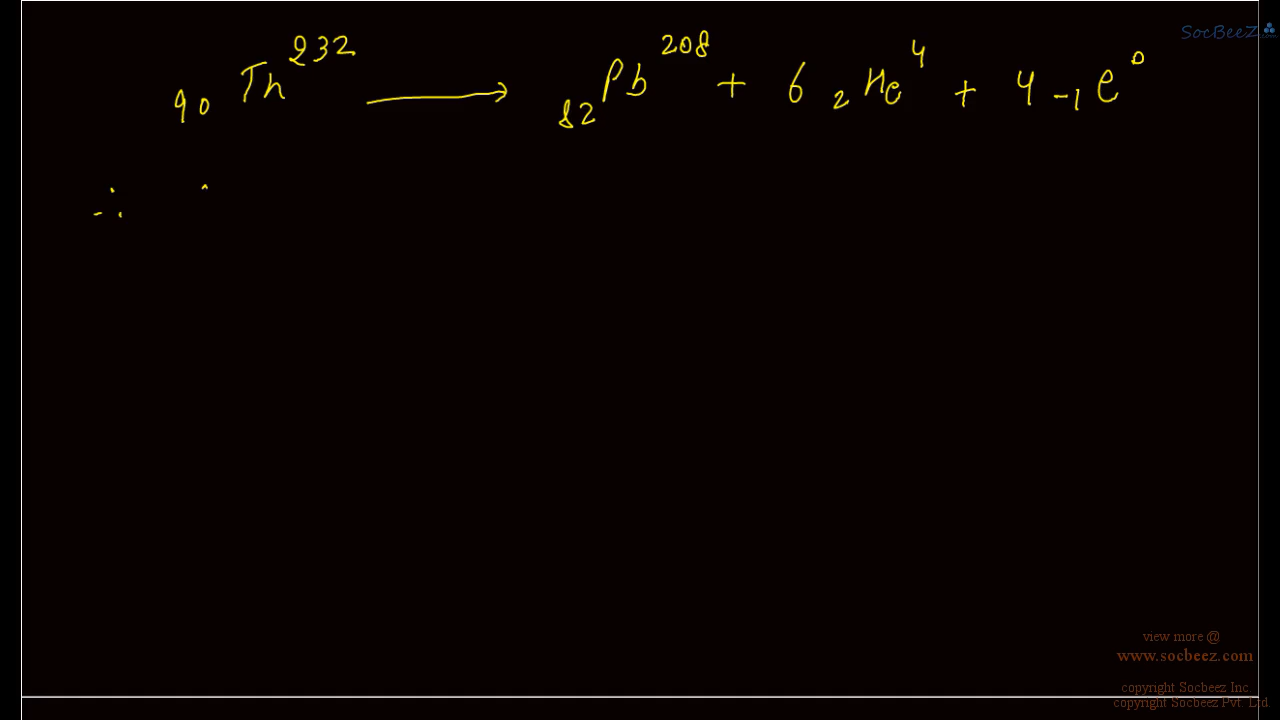 SocBeeZ
₉₀Th²³² ⟶ ₈₂Pb²⁰⁸ + 6 ₂He⁴ + 4 ₋₁e⁰
∴
view more @
www.socbeez.com
copyright Socbeez Inc.
copyright Socbeez Pvt. Ltd.